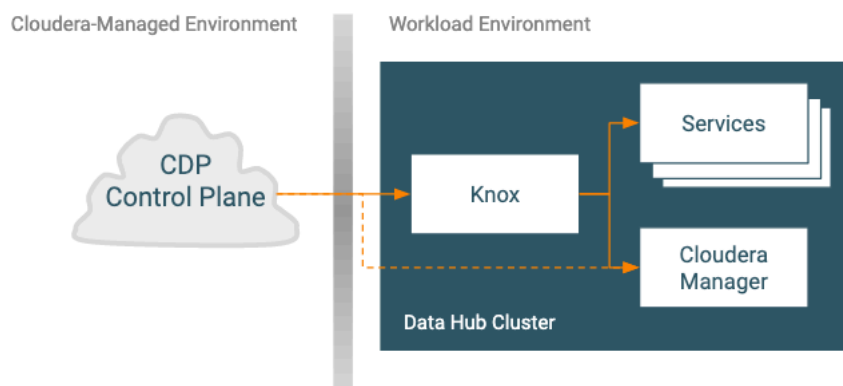 Cloudera-Managed Environment
Workload Environment
CDP
Control Plane
Knox
Services
Cloudera
Manager
Data Hub Cluster